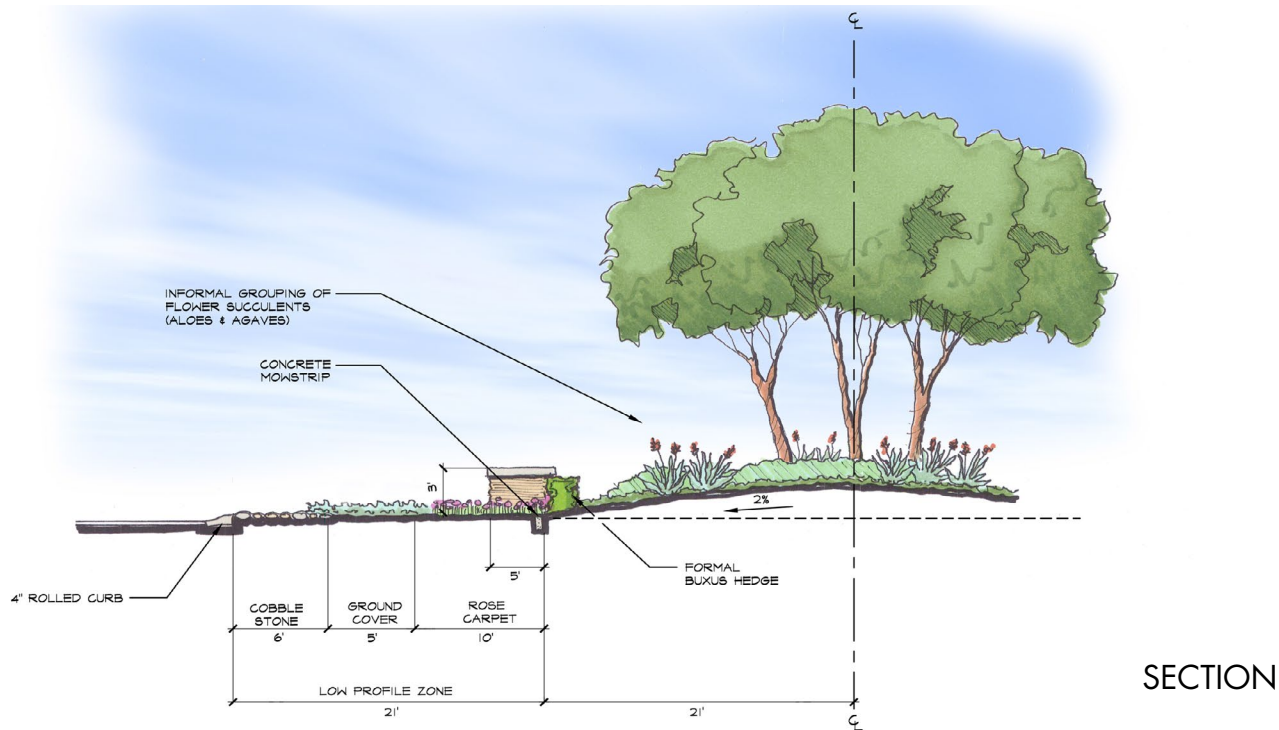 ℄
INFORMAL GROUPING OF
FLOWER SUCCULENTS
(ALOES & AGAVES)
CONCRETE
MOWSTRIP
in
2%
5'
FORMAL
BUXUS HEDGE
4" ROLLED CURB
COBBLE
STONE
6'
GROUND
COVER
5'
ROSE
CARPET
10'
LOW PROFILE ZONE
21'
21'
℄
SECTION